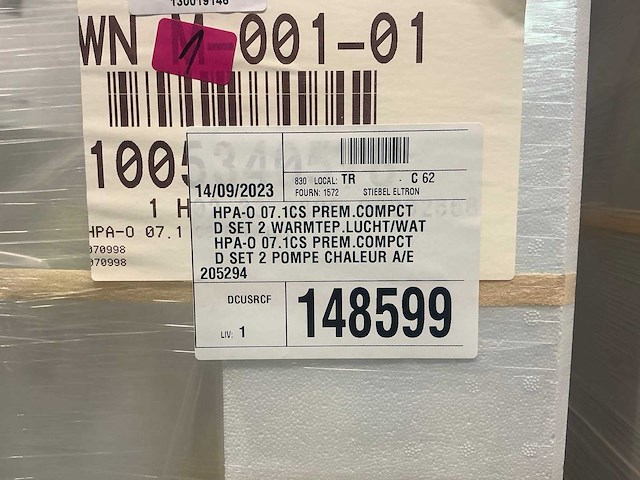 130019146
WN M-001-01
1
1005
14/09/2023
830 LOCAL: TR - C 62
FOURN: 1572 STIEBEL ELTRON
1 H
HPA-O 07.1CS PREM.COMPCT
D SET 2 WARMTEP.LUCHT/WAT
HPA-O 07.1CS PREM.COMPCT
D SET 2 POMPE CHALEUR A/E
205294
HPA-O 07.1
070998
070998
DCUSRCF
LIV: 1
148599